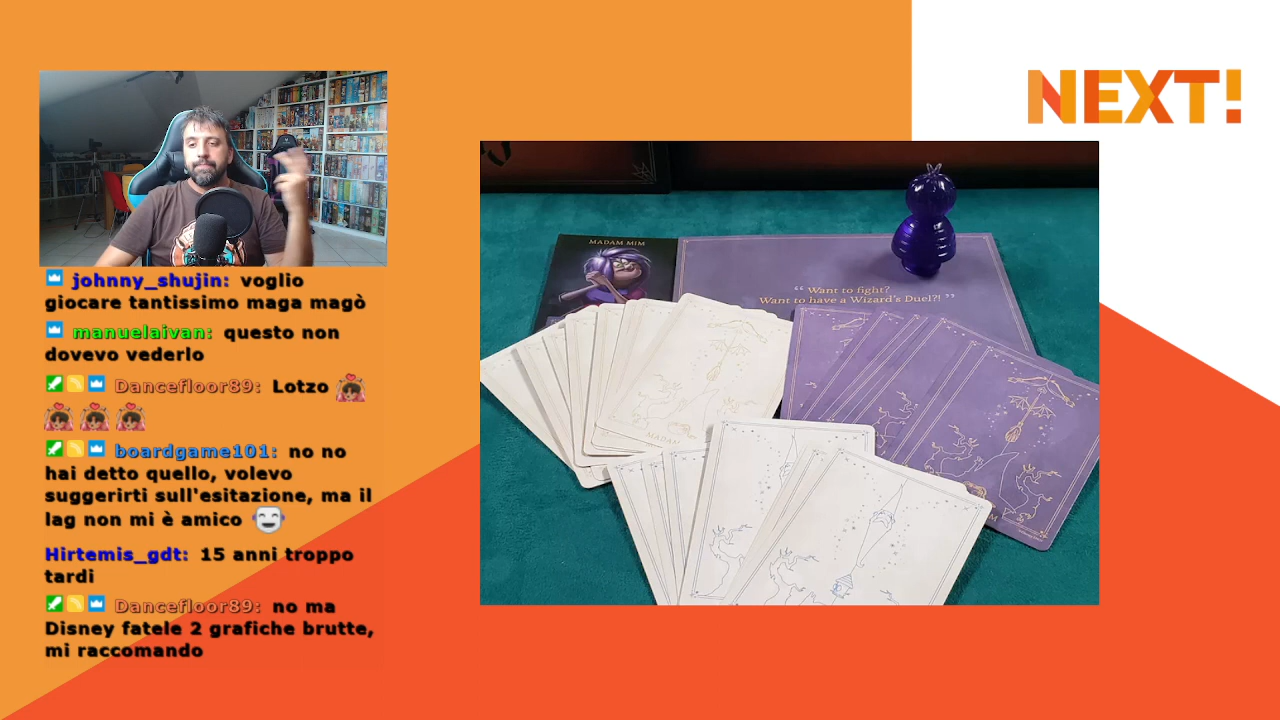 NEXT!
johnny_shujin: voglio
giocare tantissimo maga magò
manuelaivan: questo non
dovevo vederlo
Dancefloor89: Lotzo
boardgame101: no no
hai detto quello, volevo
suggerirti sull'esitazione, ma il
lag non mi è amico
Hirtemis_gdt: 15 anni troppo
tardi
Dancefloor89: no ma
Disney fatele 2 grafiche brutte,
mi raccomando
MADAM MIM
“Want to fight?
Want to have a Wizard's Duel?!”
MADAM